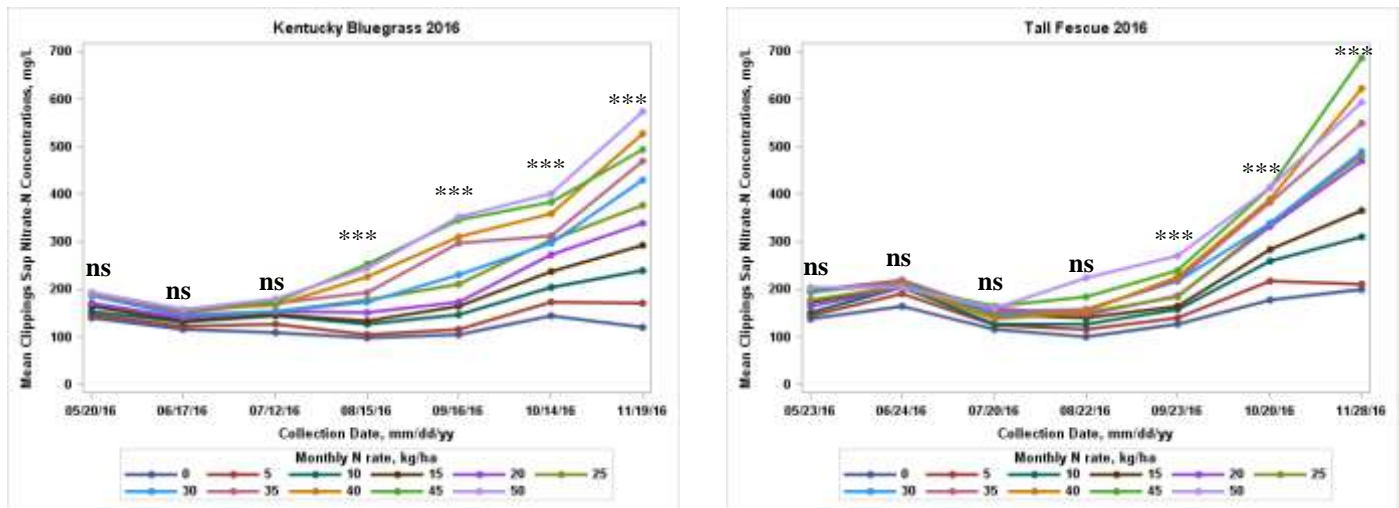 Kentucky Bluegrass 2016
Mean Clippings Sap Nitrate-N Concentrations, mg/L
700
600
500
400
300
200
100
0
ns
ns
ns
***
***
***
***
05/20/16 06/17/16 07/12/16 08/15/16 09/16/16 10/14/16 11/19/16
Collection Date, mm/dd/yy
Monthly N rate, kg/ha
0 5 10 15 20 25
30 35 40 45 50
Tall Fescue 2016
Mean Clippings Sap Nitrate-N Concentrations, mg/L
700
600
500
400
300
200
100
0
ns
ns
ns
ns
***
***
***
05/23/16 06/24/16 07/20/16 08/22/16 09/23/16 10/20/16 11/28/16
Collection Date, mm/dd/yy
Monthly N rate, kg/ha
0 5 10 15 20 25
30 35 40 45 50